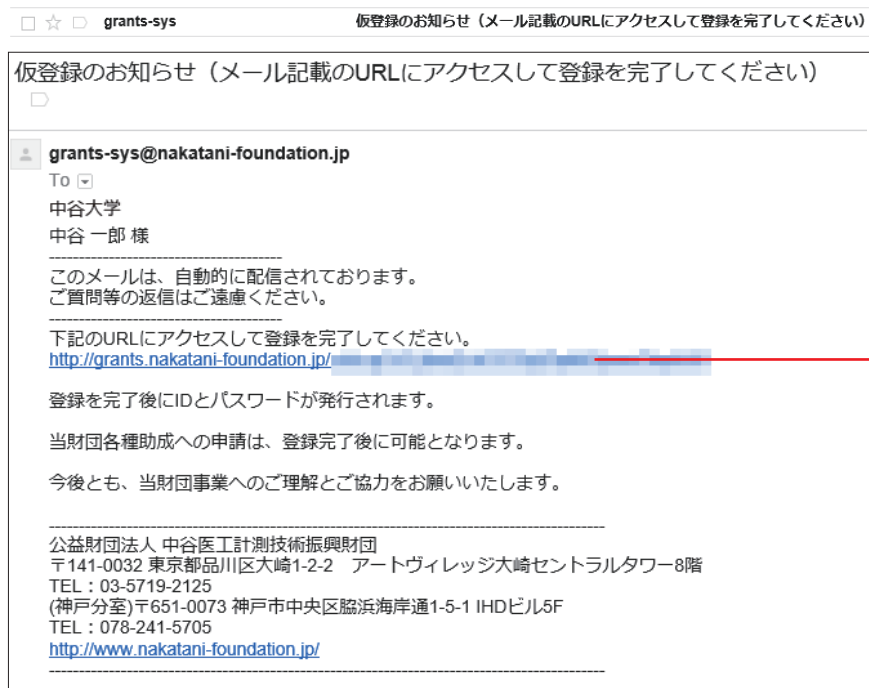 grants-sys 仮登録のお知らせ（メール記載のURLにアクセスして登録を完了してください）
仮登録のお知らせ（メール記載のURLにアクセスして登録を完了してください）
grants-sys@nakatani-foundation.jp
To
中谷大学
中谷 一郎 様
---------------------------------------
このメールは、自動的に配信されております。
ご質問等の返信はご遠慮ください。
---------------------------------------
下記のURLにアクセスして登録を完了してください。
http://grants.nakatani-foundation.jp/
登録を完了後にIDとパスワードが発行されます。
当財団各種助成への申請は、登録完了後に可能となります。
今後とも、当財団事業へのご理解とご協力をお願いいたします。
---------------------------------------------------------------------------------------------
公益財団法人 中谷医工計測技術振興財団
〒141-0032 東京都品川区大崎1-2-2　アートヴィレッジ大崎セントラルタワー8階
TEL：03-5719-2125
(神戸分室)〒651-0073 神戸市中央区脇浜海岸通1-5-1 IHDビル5F
TEL：078-241-5705
http://www.nakatani-foundation.jp/
---------------------------------------------------------------------------------------------